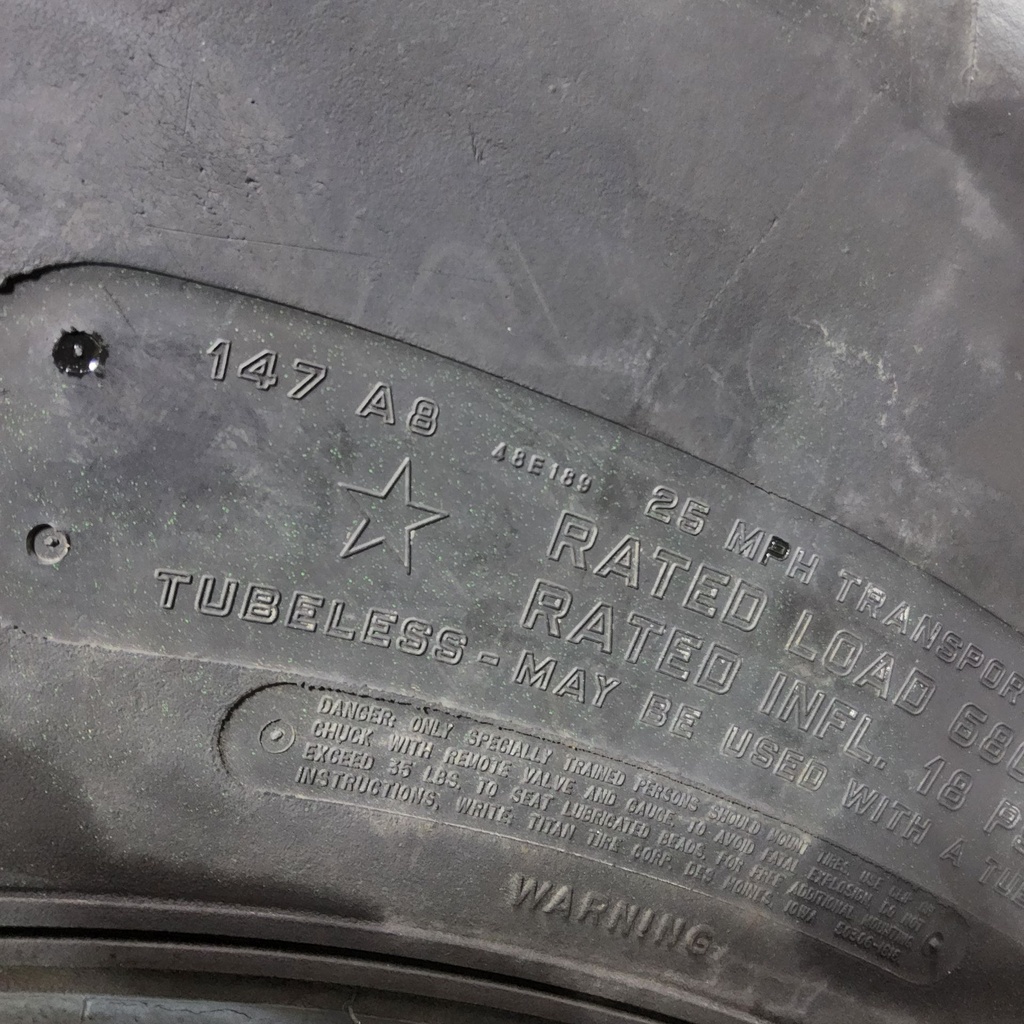 147 A8
48E189
25 MPH TRANSPOR
RATED LOAD 680
RATED INFL. 18 PS
TUBELESS - MAY BE USED WITH A TUBE
DANGER: ONLY SPECIALLY TRAINED PERSONS SHOULD MOUNT TIRES. USE CLIP ON
CHUCK WITH REMOTE VALVE AND GAUGE. TO AVOID FATAL EXPLOSION DO NOT
EXCEED 35 LBS. TO SEAT LUBRICATED BEADS. FOR FREE ADDITIONAL MOUNTING
INSTRUCTIONS, WRITE: TITAN TIRE CORP. DES MOINES, IOWA
WARNING